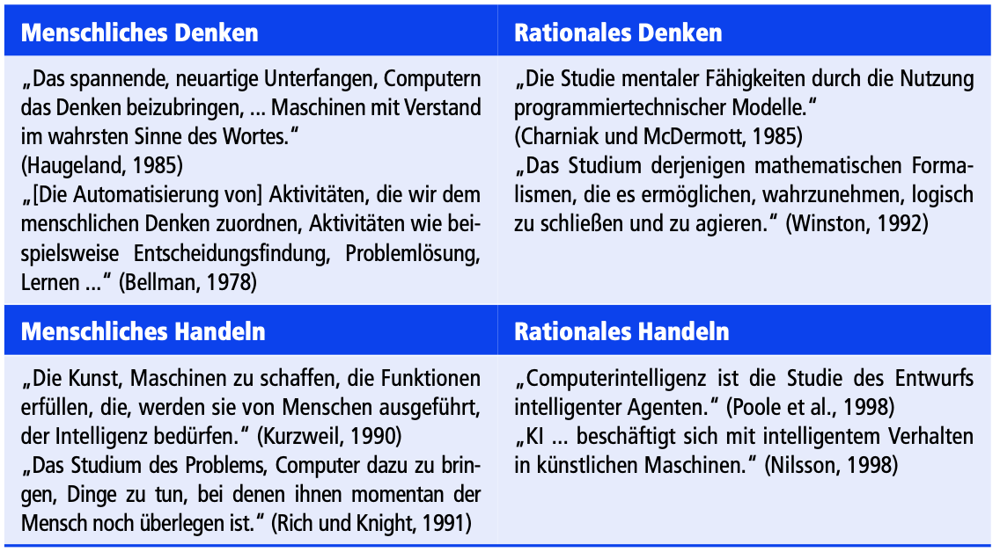 Menschliches Denken
„Das spannende, neuartige Unterfangen, Computern
das Denken beizubringen, ... Maschinen mit Verstand
im wahrsten Sinne des Wortes.“
(Haugeland, 1985)
„[Die Automatisierung von] Aktivitäten, die wir dem
menschlichen Denken zuordnen, Aktivitäten wie bei-
spielsweise Entscheidungsfindung, Problemlösung,
Lernen ...“ (Bellman, 1978)
Rationales Denken
„Die Studie mentaler Fähigkeiten durch die Nutzung
programmiertechnischer Modelle.“
(Charniak und McDermott, 1985)
„Das Studium derjenigen mathematischen Forma-
lismen, die es ermöglichen, wahrzunehmen, logisch
zu schließen und zu agieren.“ (Winston, 1992)
Menschliches Handeln
„Die Kunst, Maschinen zu schaffen, die Funktionen
erfüllen, die, werden sie von Menschen ausgeführt,
der Intelligenz bedürfen.“ (Kurzweil, 1990)
„Das Studium des Problems, Computer dazu zu brin-
gen, Dinge zu tun, bei denen ihnen momentan der
Mensch noch überlegen ist.“ (Rich und Knight, 1991)
Rationales Handeln
„Computerintelligenz ist die Studie des Entwurfs
intelligenter Agenten.“ (Poole et al., 1998)
„KI ... beschäftigt sich mit intelligentem Verhalten
in künstlichen Maschinen.“ (Nilsson, 1998)